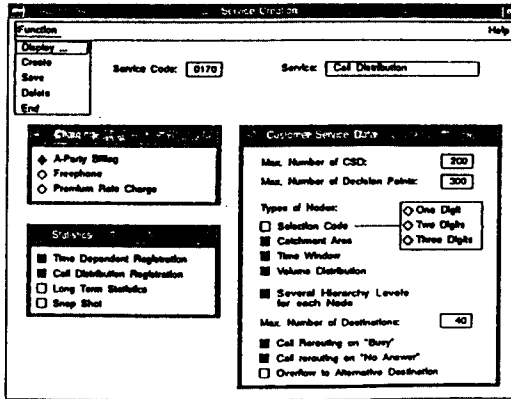 Service Creation
Function
Help
Display ...
Create
Save
Delete
End
Service Code: 0170
Service: Call Distribution
A-Party Billing
Freephone
Premium Rate Charge
Statistics
Time Dependent Registration
Call Distribution Registration
Long Term Statistics
Snap Shot
Customer Service Data
Max. Number of CSD: 200
Max. Number of Decision Points: 300
Types of Nodes:
Selection Code
Catchment Area
Time Window
Volume Distribution
One Digit
Two Digits
Three Digits
Several Hierarchy Levels
for each Node
Max. Number of Destinations: 40
Call Rerouting on "Busy"
Call rerouting on "No Answer"
Overflow to Alternative Destination